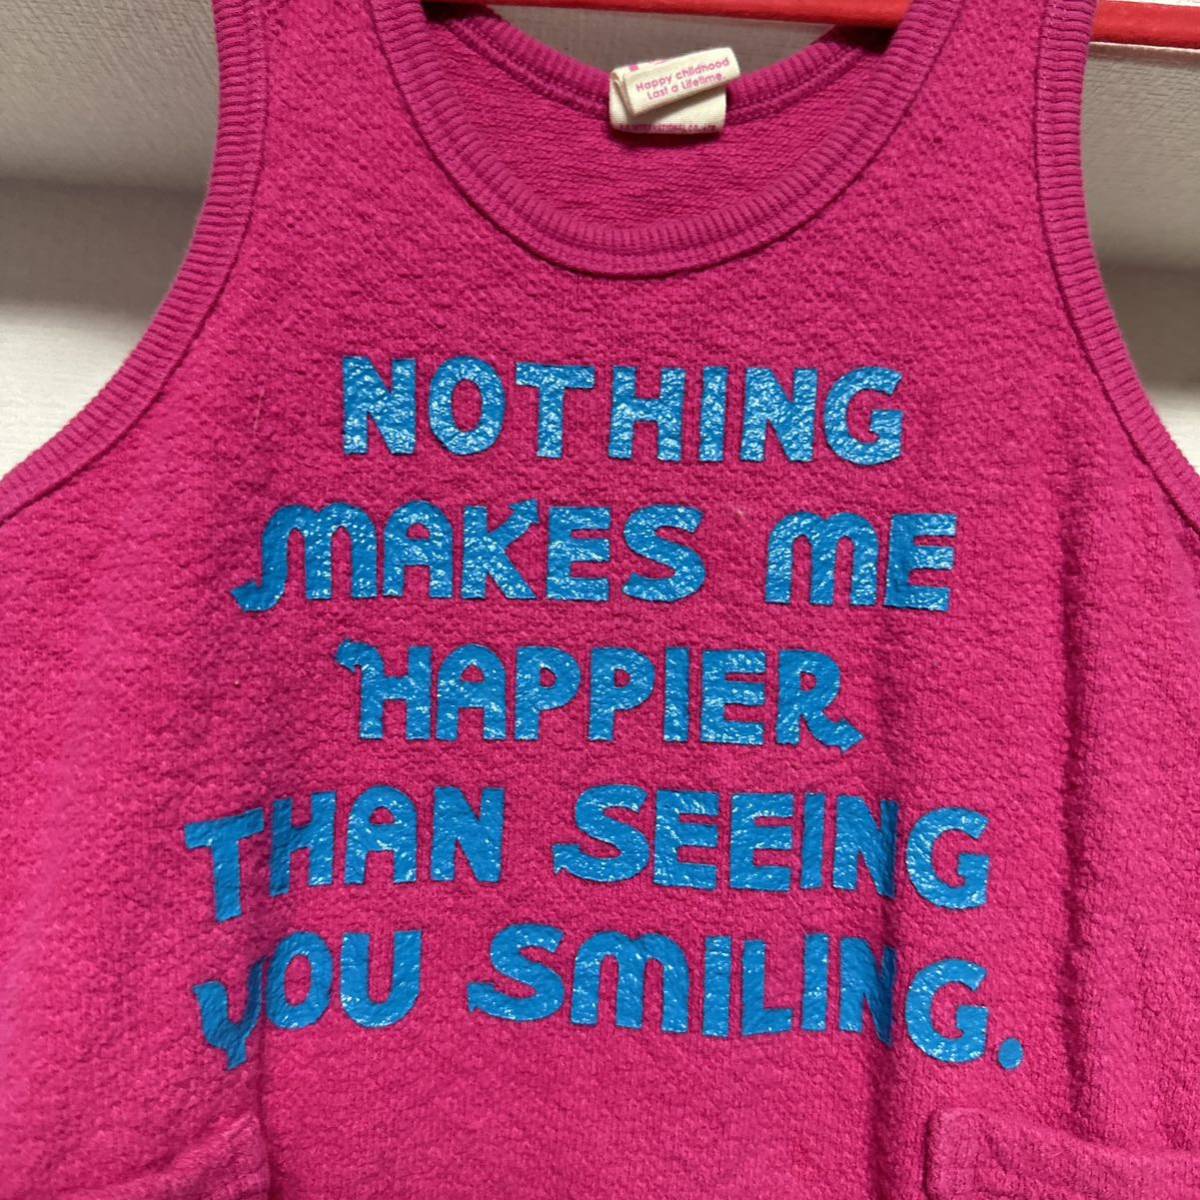 Happy childhood
Last a Lifetime
NOTHING
MAKES ME
HAPPIER
THAN SEEING
YOU SMILING.